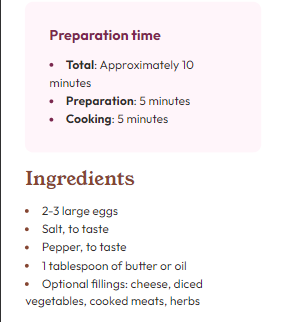 Preparation time
• Total: Approximately 10
minutes
• Preparation: 5 minutes
• Cooking: 5 minutes
Ingredients
• 2-3 large eggs
• Salt, to taste
• Pepper, to taste
• 1 tablespoon of butter or oil
• Optional fillings: cheese, diced
vegetables, cooked meats, herbs